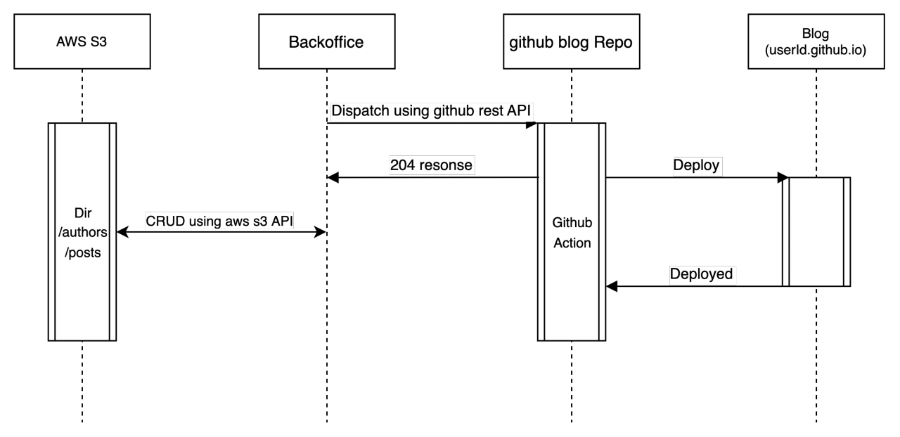 AWS S3
Backoffice
github blog Repo
Blog
(userId.github.io)
Dispatch using github rest API
204 resonse
Deploy
Dir
/authors
/posts
CRUD using aws s3 API
Github
Action
Deployed